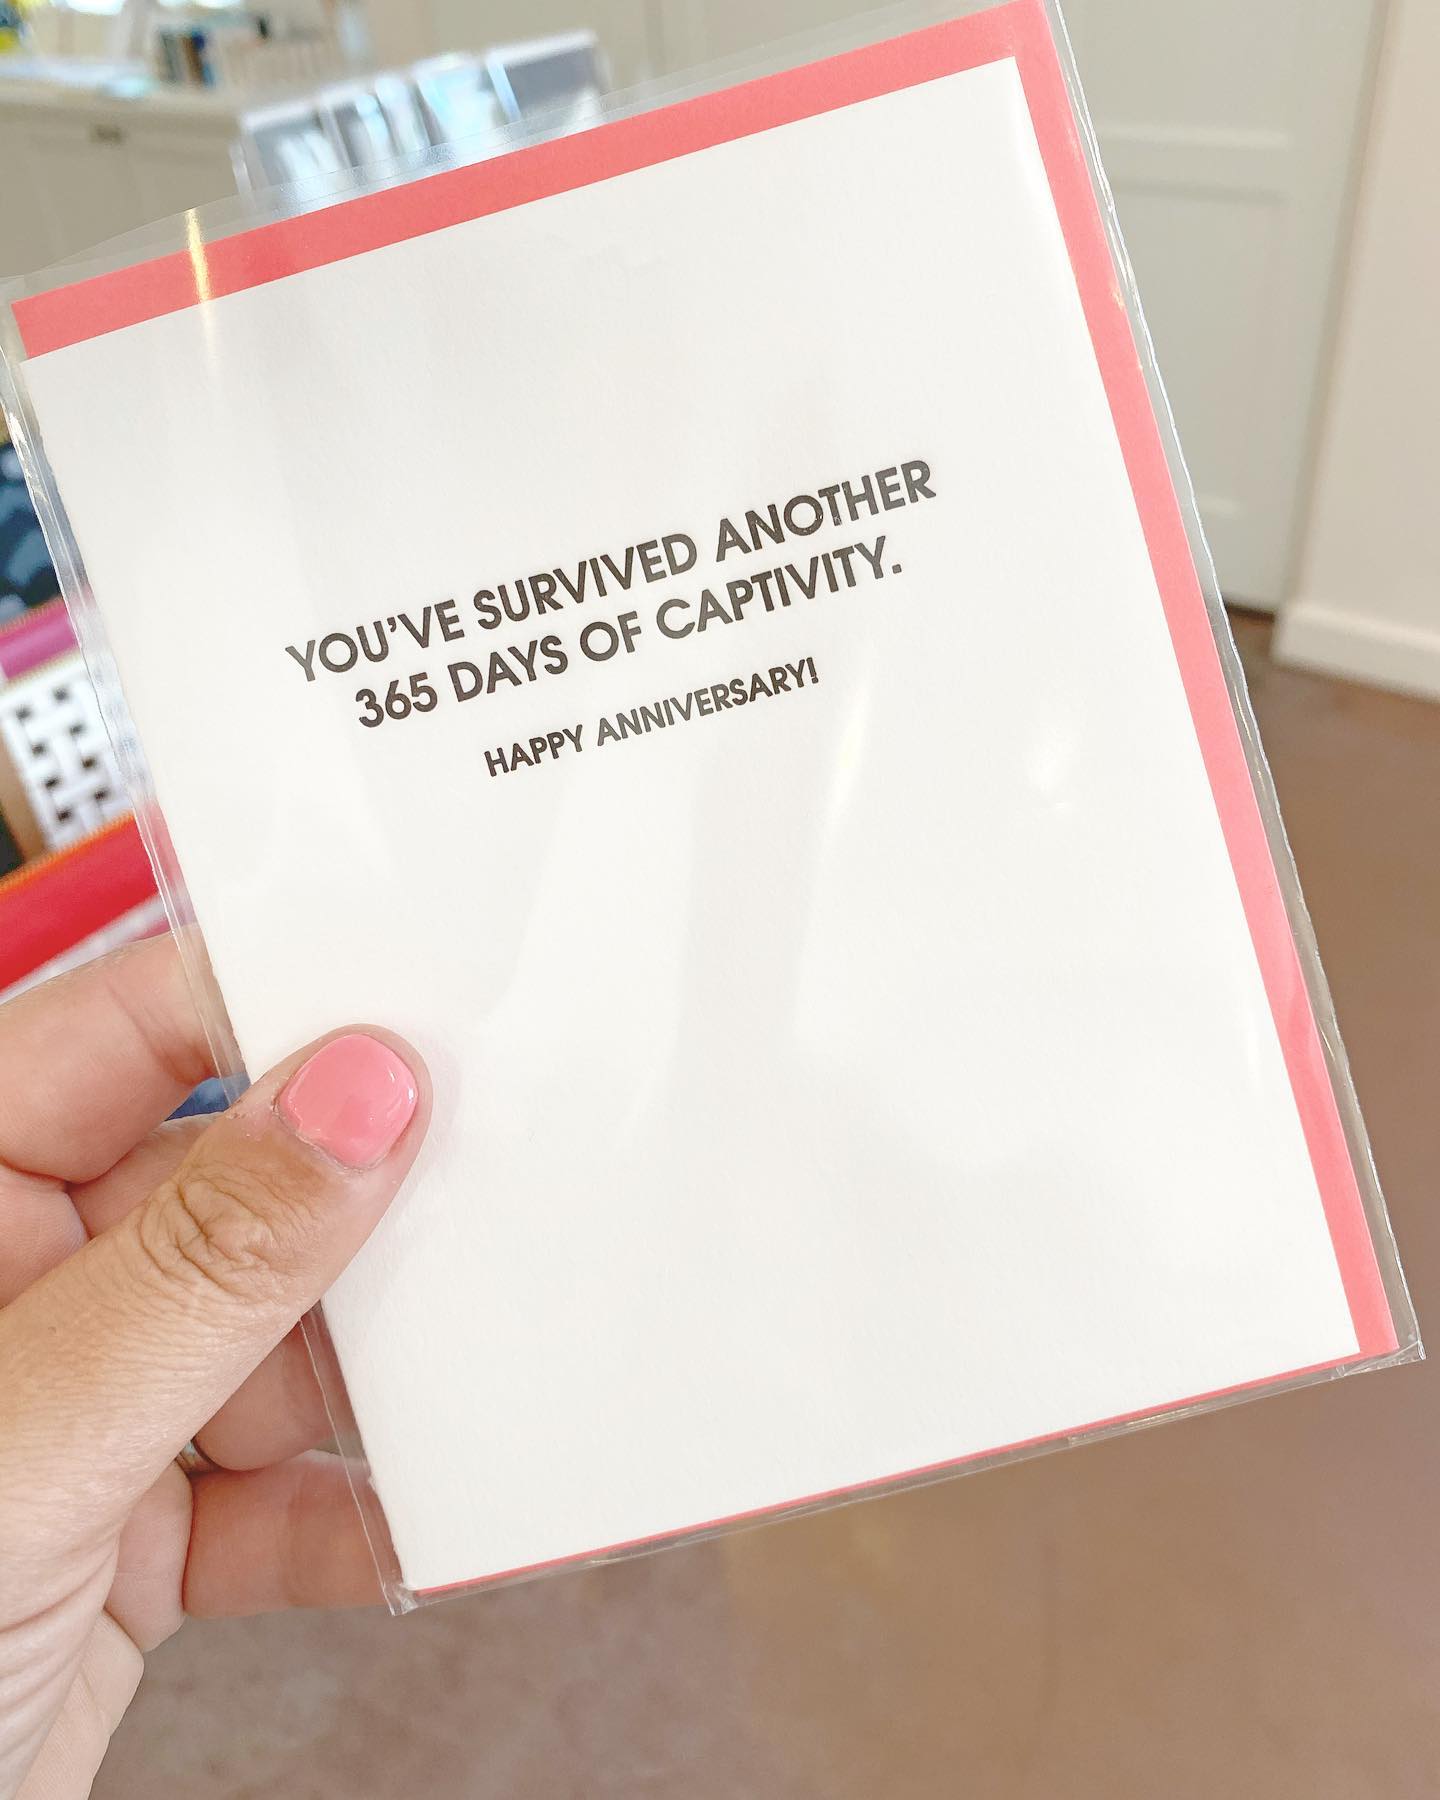 YOU'VE SURVIVED ANOTHER
365 DAYS OF CAPTIVITY.
HAPPY ANNIVERSARY!